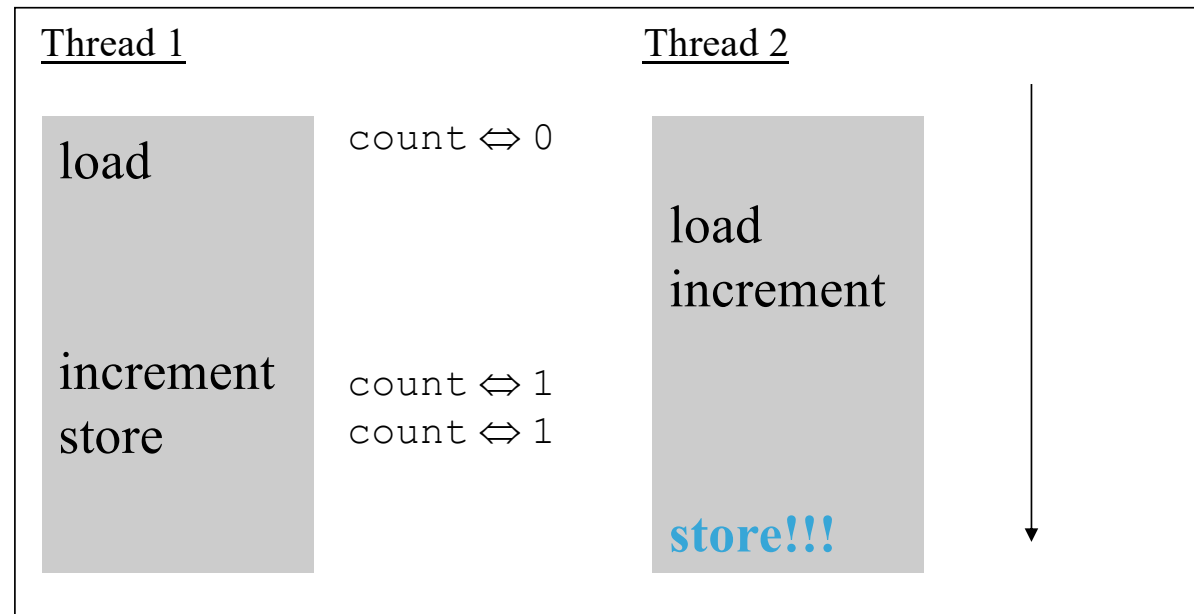 Thread 1
Thread 2
load
count ⇔ 0
load
increment
increment
count ⇔ 1
store
count ⇔ 1
store!!!